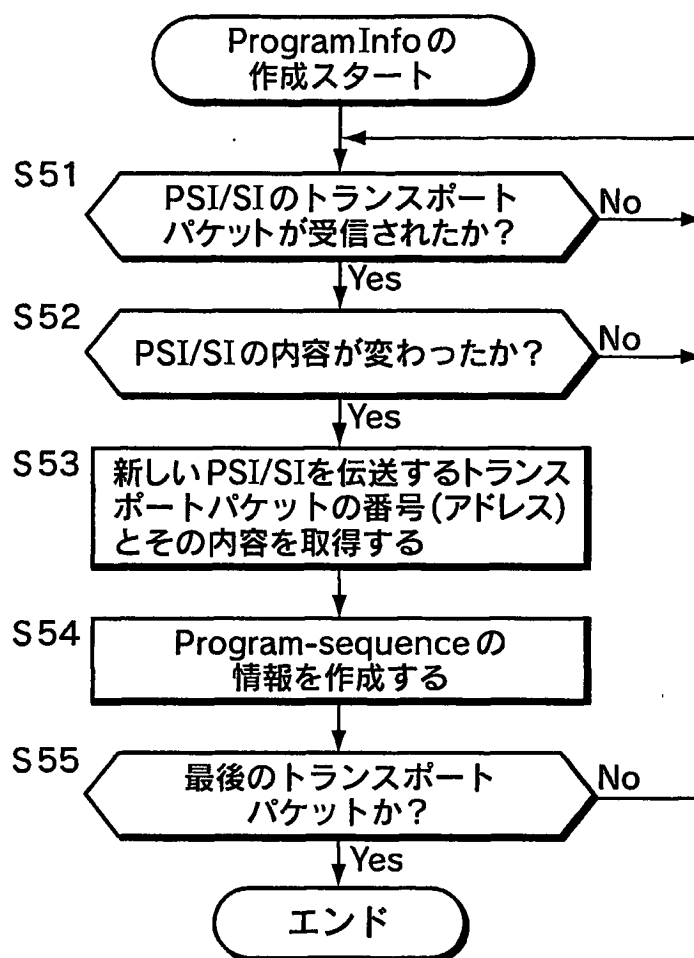 ProgramInfoの
作成スタート
S51
PSI/SIのトランスポート
パケットが受信されたか?
No
Yes
S52
PSI/SIの内容が変わったか?
No
Yes
S53
新しいPSI/SIを伝送するトランス
ポートパケットの番号(アドレス)
とその内容を取得する
S54
Program-sequenceの
情報を作成する
S55
最後のトランスポート
パケットか?
No
Yes
エンド